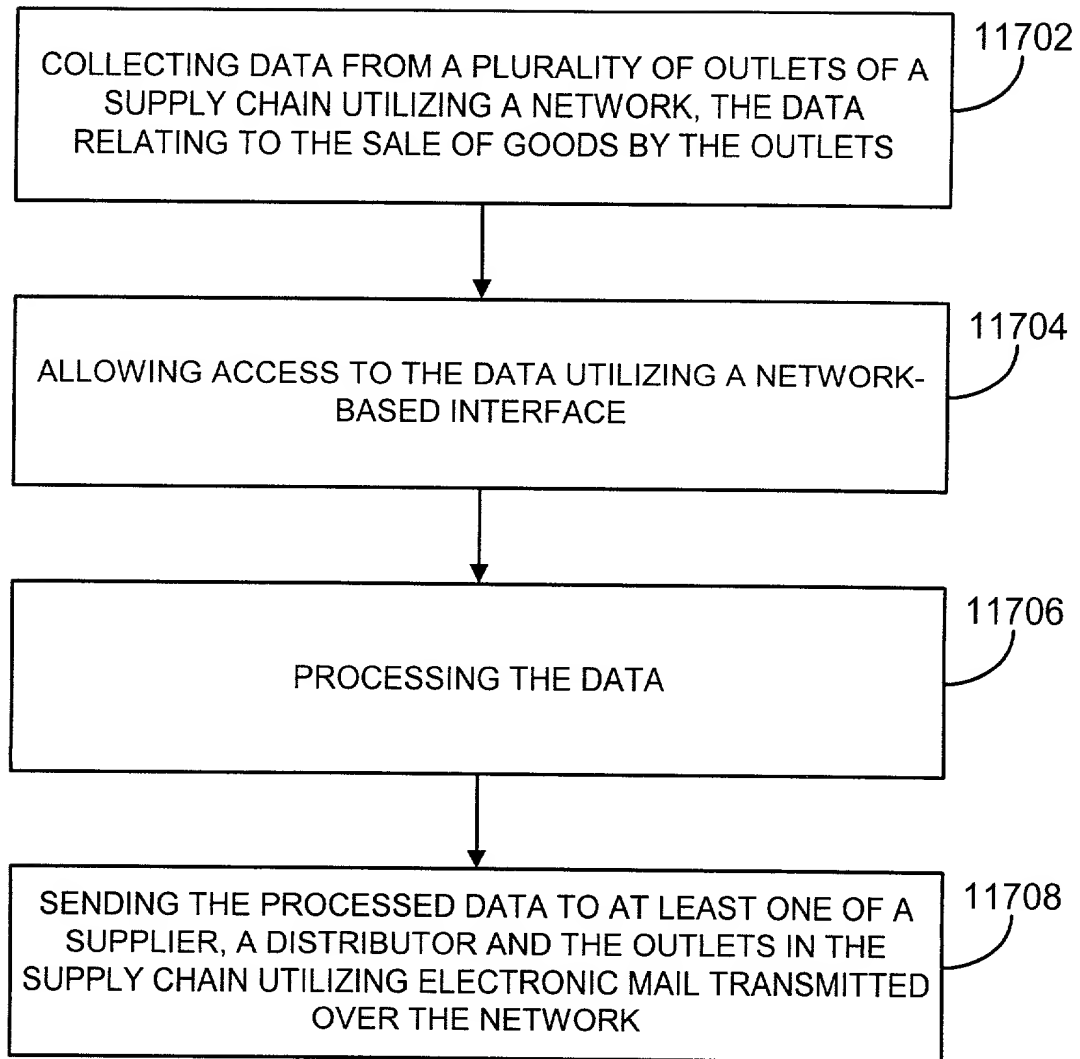 11702
COLLECTING DATA FROM A PLURALITY OF OUTLETS OF A
SUPPLY CHAIN UTILIZING A NETWORK, THE DATA
RELATING TO THE SALE OF GOODS BY THE OUTLETS
11704
ALLOWING ACCESS TO THE DATA UTILIZING A NETWORK-
BASED INTERFACE
11706
PROCESSING THE DATA
11708
SENDING THE PROCESSED DATA TO AT LEAST ONE OF A
SUPPLIER, A DISTRIBUTOR AND THE OUTLETS IN THE
SUPPLY CHAIN UTILIZING ELECTRONIC MAIL TRANSMITTED
OVER THE NETWORK